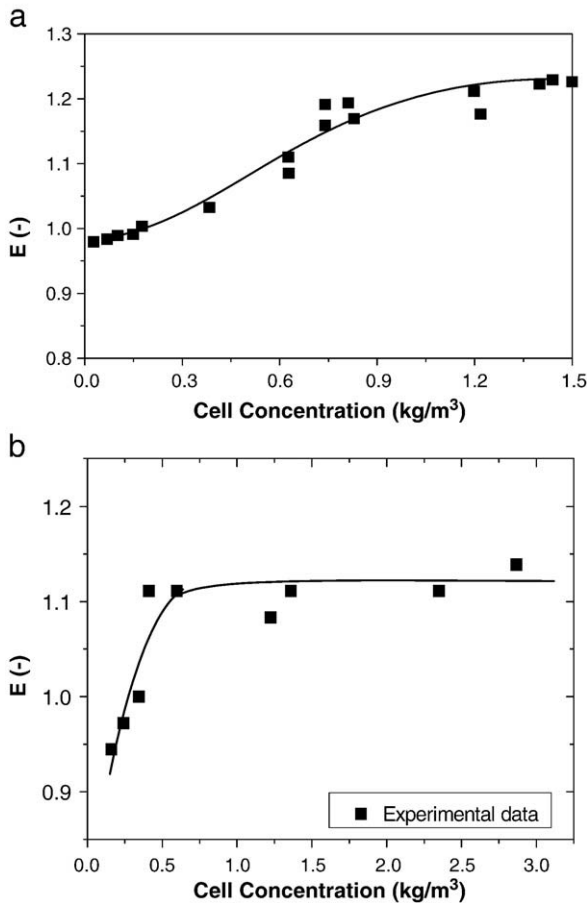 a
1.3
1.2
1.1
1.0
0.9
0.8
E (-)
0.0 0.3 0.6 0.9 1.2 1.5
Cell Concentration (kg/m³)
b
1.2
1.1
1.0
0.9
E (-)
Experimental data
0.0 0.5 1.0 1.5 2.0 2.5 3.0
Cell Concentration (kg/m³)